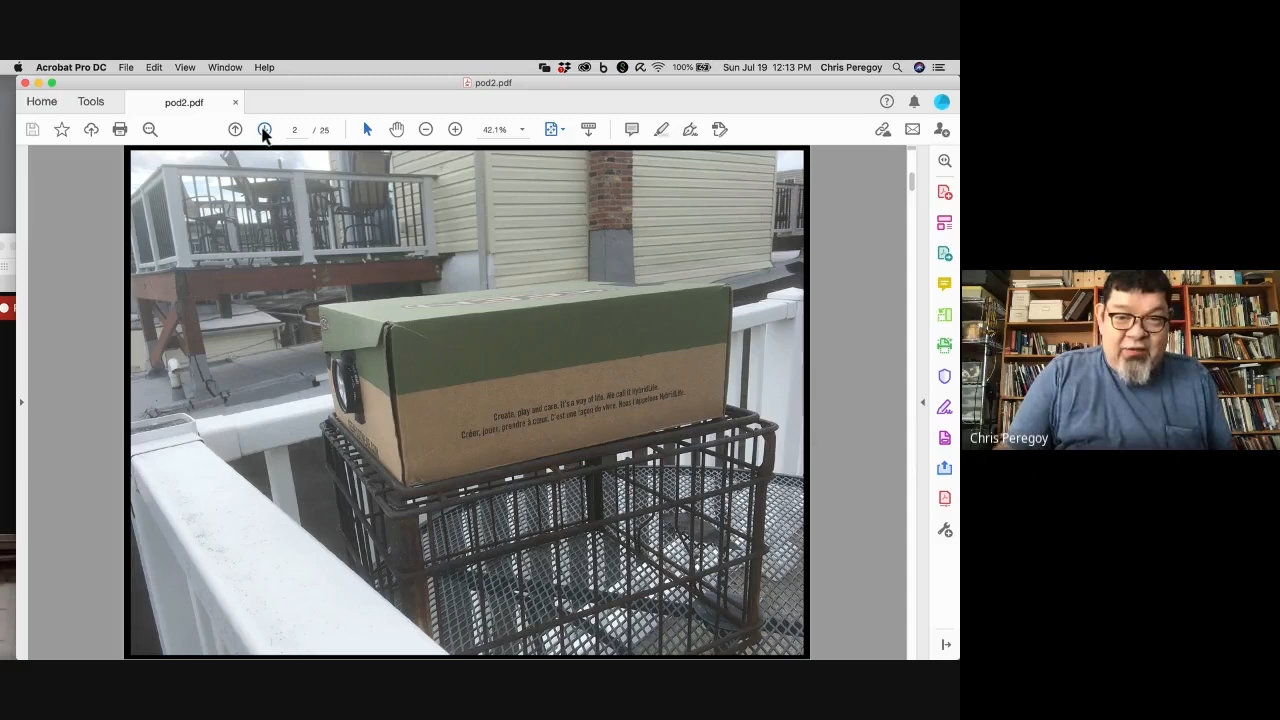 Acrobat Pro DC File Edit View Window Help 100% Sun Jul 19 12:13 PM Chris Peregoy
pod2.pdf
Home Tools pod2.pdf
2 / 25 42.1%
Create, play and care. It's a way of life. We call it HybridLife.
Créer, jouer, prendre à cœur. C'est une façon de vivre. Nous l'appelons HybridLife.
Chris Peregoy